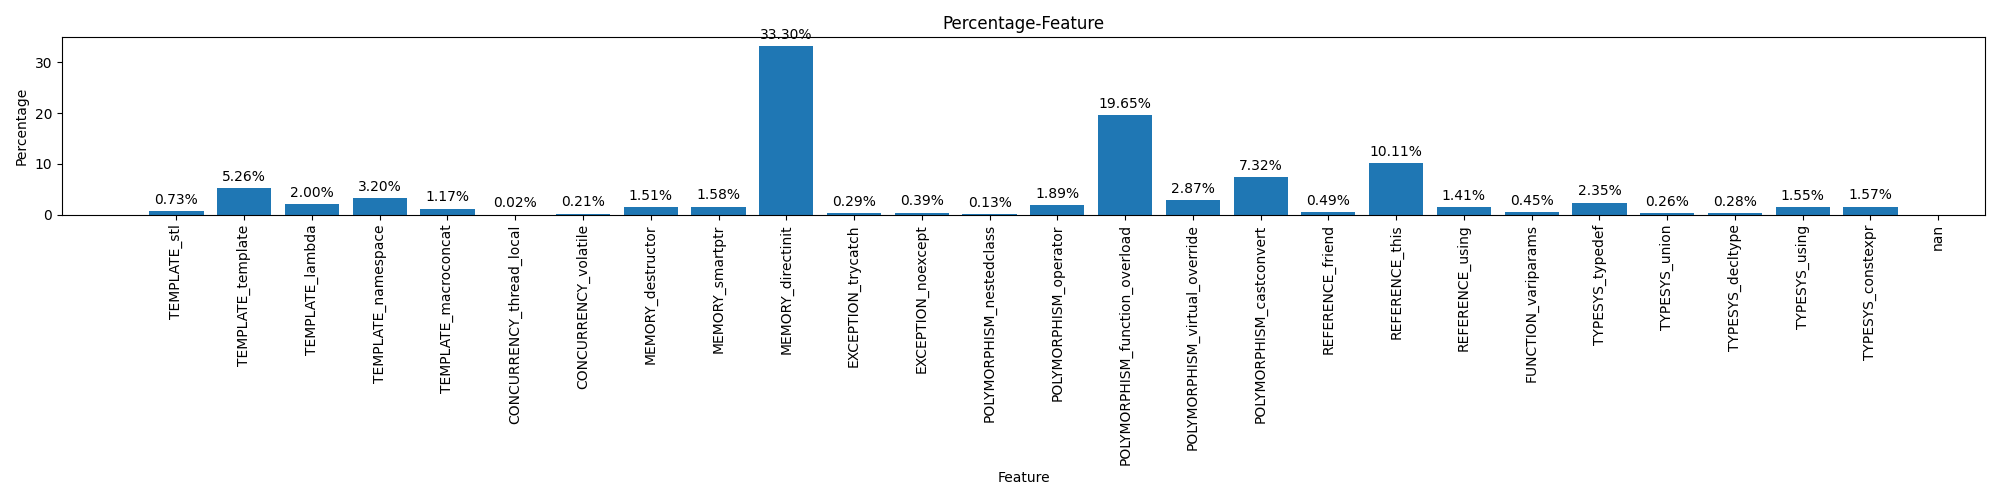 Percentage-Feature
Percentage
30
20
10
0
0.73%
5.26%
2.00%
3.20%
1.17%
0.02%
0.21%
1.51%
1.58%
33.30%
0.29%
0.39%
0.13%
1.89%
19.65%
2.87%
7.32%
0.49%
10.11%
1.41%
0.45%
2.35%
0.26%
0.28%
1.55%
1.57%
TEMPLATE_stl
TEMPLATE_template
TEMPLATE_lambda
TEMPLATE_namespace
TEMPLATE_macroconcat
CONCURRENCY_thread_local
CONCURRENCY_volatile
MEMORY_destructor
MEMORY_smartptr
MEMORY_directinit
EXCEPTION_trycatch
EXCEPTION_noexcept
POLYMORPHISM_nestedclass
POLYMORPHISM_operator
POLYMORPHISM_function_overload
POLYMORPHISM_virtual_override
POLYMORPHISM_castconvert
REFERENCE_friend
REFERENCE_this
REFERENCE_using
FUNCTION_variparams
TYPESYS_typedef
TYPESYS_union
TYPESYS_decltype
TYPESYS_using
TYPESYS_constexpr
nan
Feature